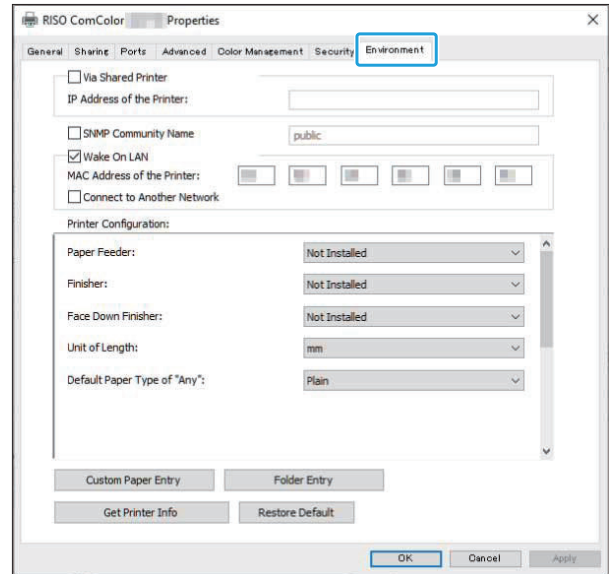 RISO ComColor Properties
General Sharing Ports Advanced Color Management Security Environment
Via Shared Printer
IP Address of the Printer:
SNMP Community Name public
Wake On LAN
MAC Address of the Printer:
Connect to Another Network
Printer Configuration:
Paper Feeder: Not Installed
Finisher: Not Installed
Face Down Finisher: Not Installed
Unit of Length: mm
Default Paper Type of "Any": Plain
Custom Paper Entry Folder Entry
Get Printer Info Restore Default
OK Cancel Apply